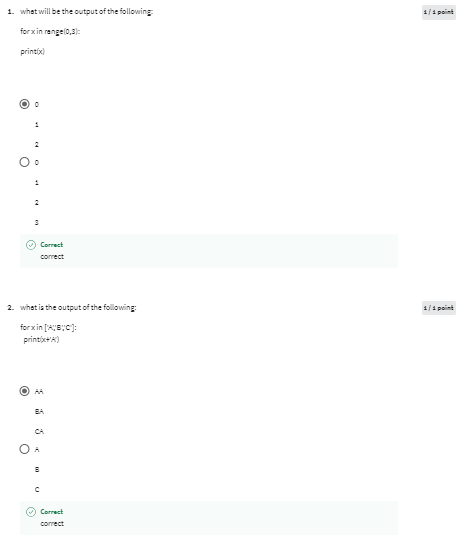 1. what will be the output of the following:
1 / 1 point
for x in range(0,3):
print(x)
0
1
2
0
1
2
3
Correct
correct
2. what is the output of the following:
1 / 1 point
for x in ['A','B','C']:
print(x+'A')
AA
BA
CA
A
B
C
Correct
correct